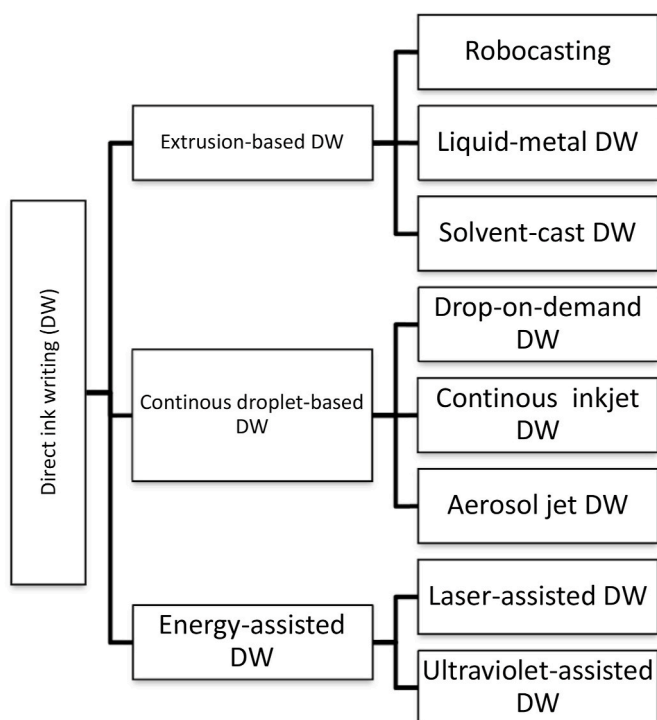 Direct ink writing (DW)
Extrusion-based DW
Robocasting
Liquid-metal DW
Solvent-cast DW
Continous droplet-based
DW
Drop-on-demand
DW
Continous inkjet
DW
Aerosol jet DW
Energy-assisted
DW
Laser-assisted DW
Ultraviolet-assisted
DW